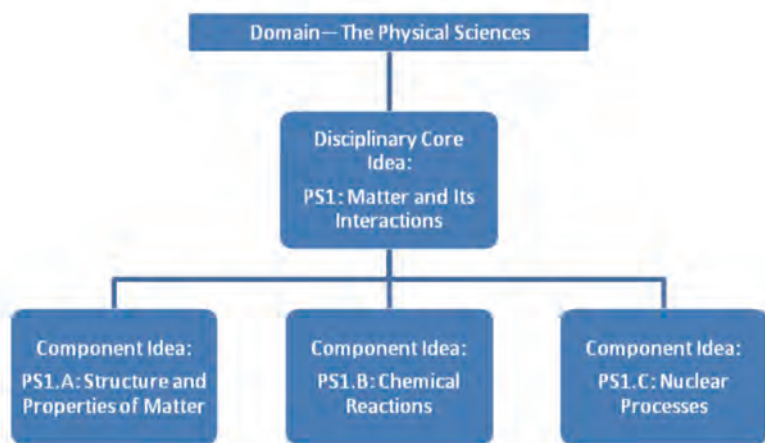 Domain—The Physical Sciences
Disciplinary Core
Idea:
PS1: Matter and Its
Interactions
Component Idea:
PS1.A: Structure and
Properties of Matter
Component Idea:
PS1.B: Chemical
Reactions
Component Idea:
PS1.C: Nuclear
Processes